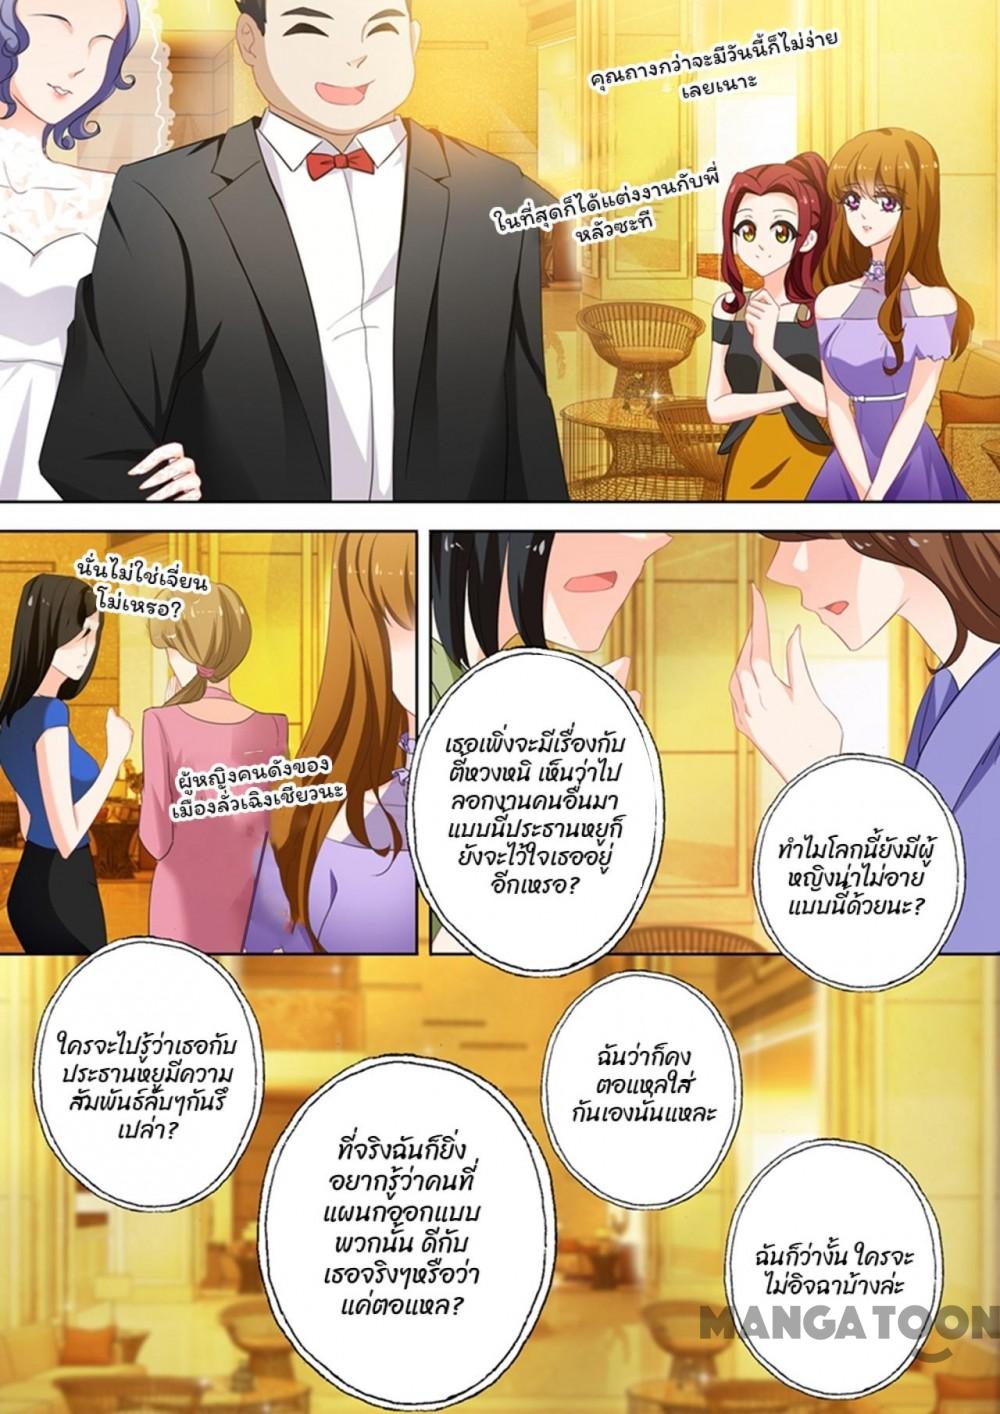 คุณถางกว่าจะมีวันนี้ก็ไม่ง่าย
เลยเนาะ
ในที่สุดก็ได้แต่งงานกับพี่
หลัวซะที
นั่นไม่ใช่เจี่ยน
โม่เหรอ?
ผู้หญิงคนดังของ
เมืองลั่วเฉิงเชียวนะ
เธอเพิ่งจะมีเรื่องกับ
ตี๋หวงหนิ เห็นว่าไป
ลอกงานคนอื่นมา
แบบนี้ประธานหยูก็
ยังจะไว้ใจเธออยู่
อีกเหรอ?
ทำไมโลกนี้ยังมีผู้
หญิงน่าไม่อาย
แบบนี้ด้วยนะ?
ใครจะไปรู้ว่าเธอกับ
ประธานหยูมีความ
สัมพันธ์ลับๆกันรึ
เปล่า?
ฉันว่าก็คง
ตอแหลใส่
กันเองนั่นแหละ
ที่จริงฉันก็ยิ่ง
อยากรู้ว่าคนที่
แผนกออกแบบ
พวกนั้น ดีกับ
เธอจริงๆหรือว่า
แค่ตอแหล?
ฉันก็ว่างั้น ใครจะ
ไม่อิจฉาบ้างล่ะ
MANGATOON